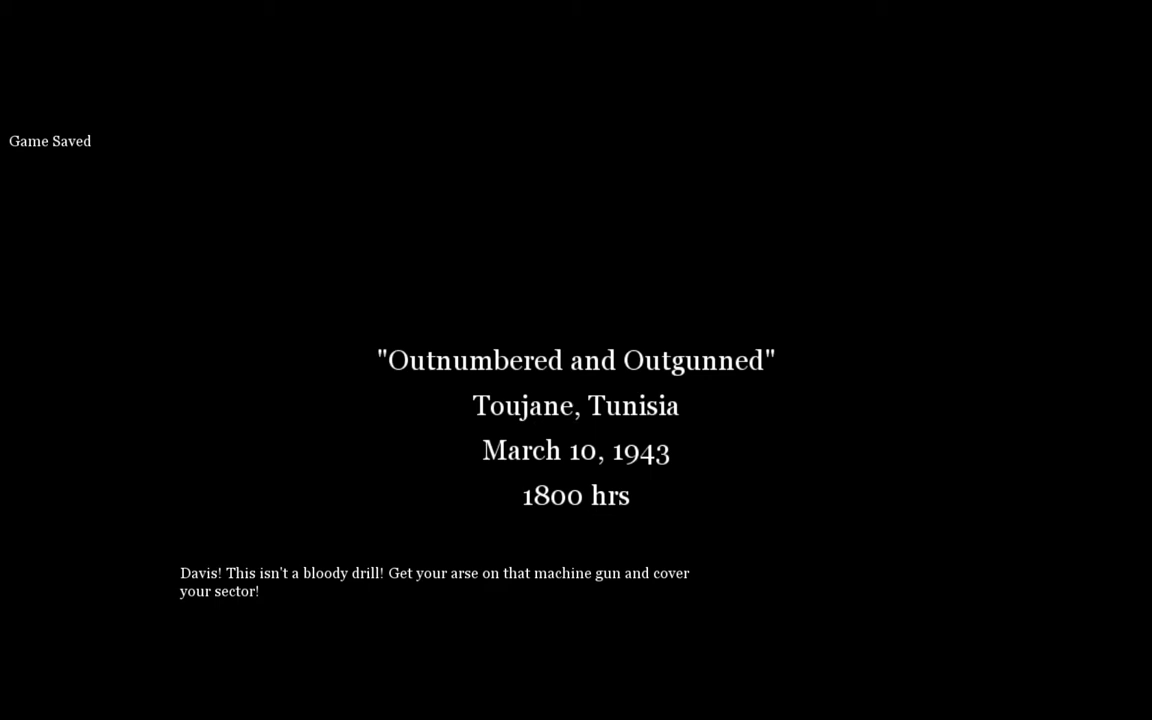 Game Saved
"Outnumbered and Outgunned"
Toujane, Tunisia
March 10, 1943
1800 hrs
Davis! This isn't a bloody drill! Get your arse on that machine gun and cover
your sector!